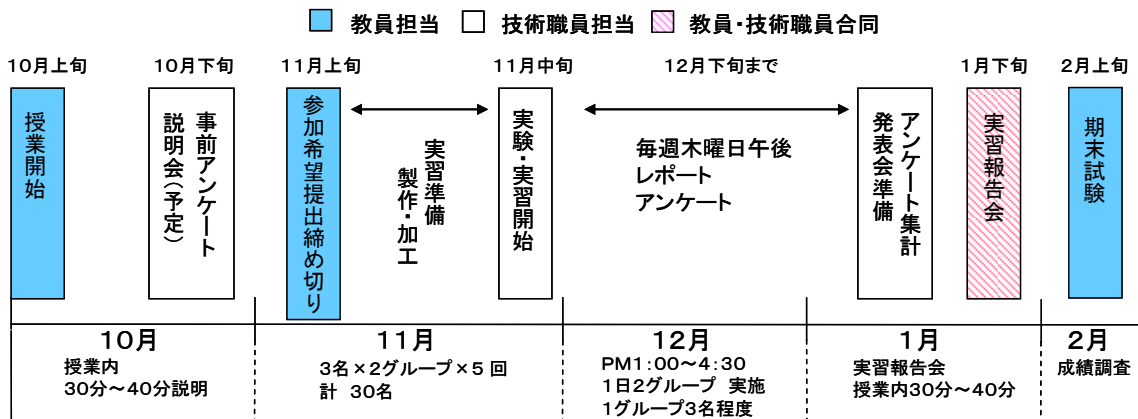 教員担当
技術職員担当
教員・技術職員合同
10月上旬
10月下旬
11月上旬
11月中旬
12月下旬まで
1月下旬
2月上旬
授業開始
事前アンケート
説明会(予定)
参加希望提出締め切り
実習準備
製作・加工
実験・実習開始
毎週木曜日午後
レポート
アンケート
アンケート集計
発表会準備
実習報告会
期末試験
10月
11月
12月
1月
2月
授業内
30分～40分説明
3名×2グループ×5回
計 30名
PM1:00～4:30
1日2グループ 実施
1グループ3名程度
実習報告会
授業内30分～40分
成績調査